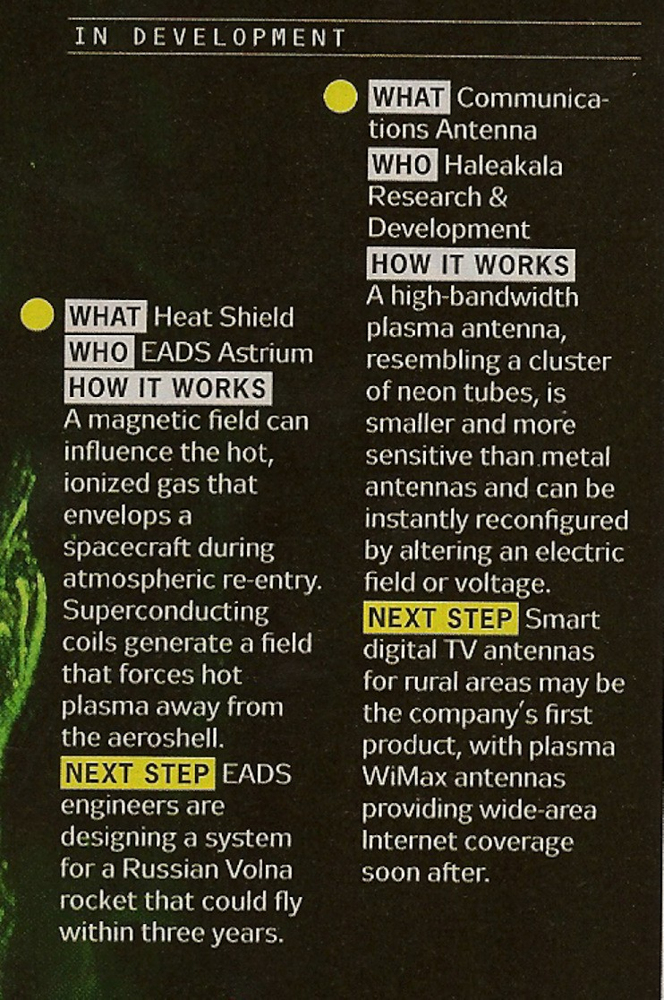 IN DEVELOPMENT
WHAT Heat Shield
WHO EADS Astrium
HOW IT WORKS
A magnetic field can
influence the hot,
ionized gas that
envelops a
spacecraft during
atmospheric re-entry.
Superconducting
coils generate a field
that forces hot
plasma away from
the aeroshell.
NEXT STEP EADS
engineers are
designing a system
for a Russian Volna
rocket that could fly
within three years.
WHAT Communica-
tions Antenna
WHO Haleakala
Research &
Development
HOW IT WORKS
A high-bandwidth
plasma antenna,
resembling a cluster
of neon tubes, is
smaller and more
sensitive than metal
antennas and can be
instantly reconfigured
by altering an electric
field or voltage.
NEXT STEP Smart
digital TV antennas
for rural areas may be
the company's first
product, with plasma
WiMax antennas
providing wide-area
Internet coverage
soon after.